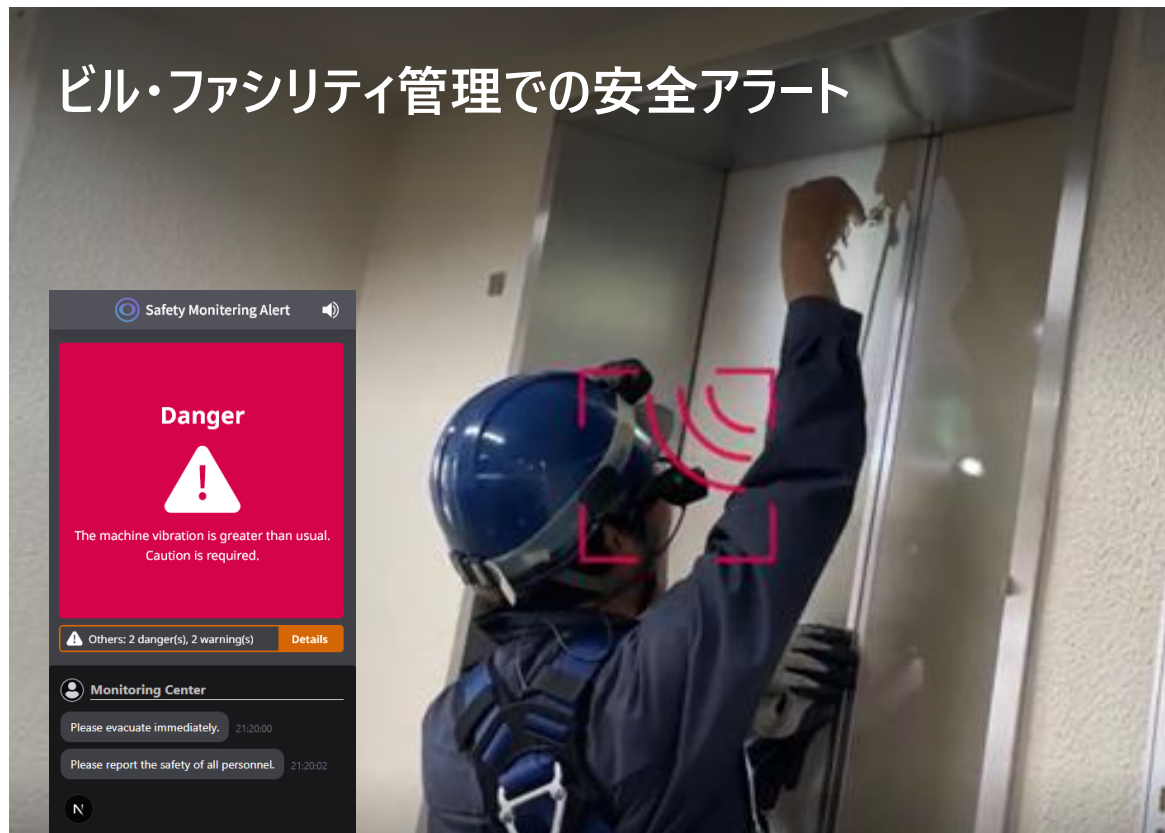 ビル・ファシリティ管理での安全アラート
Safety Monitering Alert
Danger
!
The machine vibration is greater than usual.
Caution is required.
Others: 2 danger(s), 2 warning(s)
Details
Monitoring Center
Please evacuate immediately. 21:20:00
Please report the safety of all personnel. 21:20:02
N